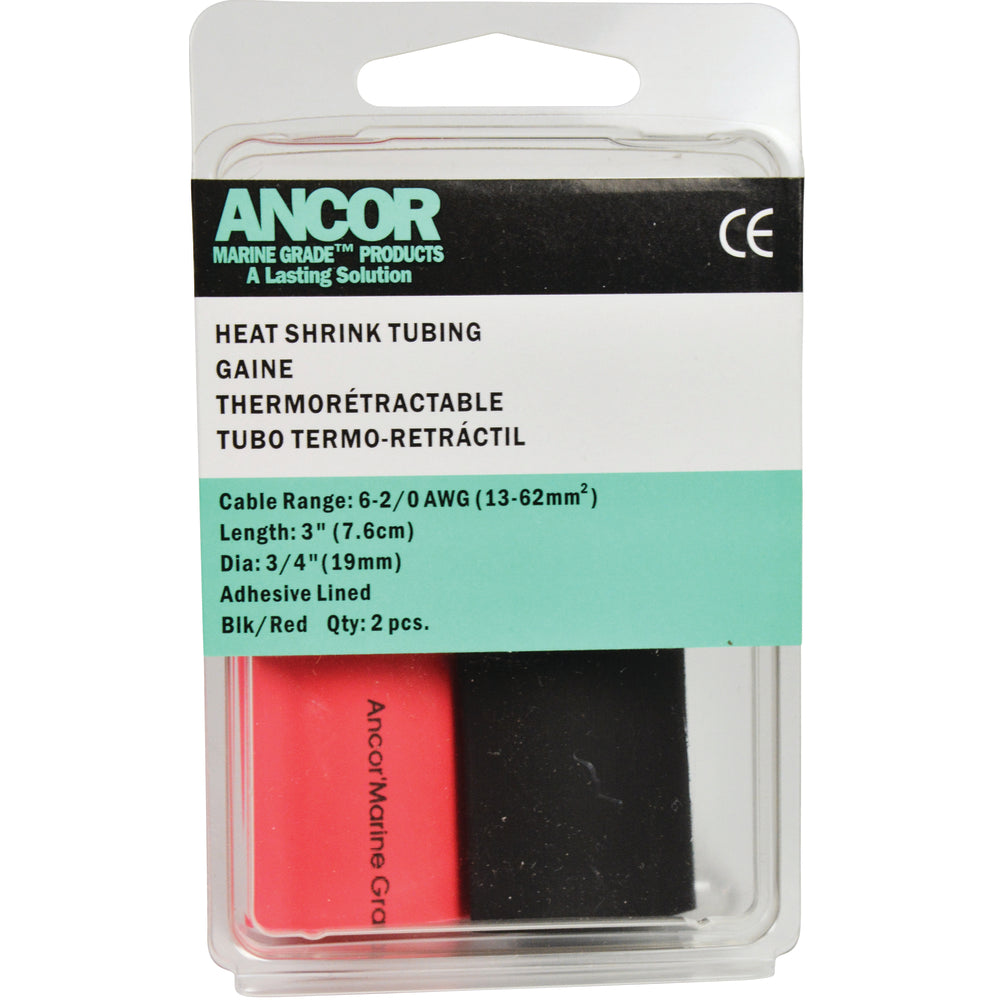 ANCOR
MARINE GRADE™ PRODUCTS
A Lasting Solution
CE
HEAT SHRINK TUBING
GAINE
THERMORÉTRACTABLE
TUBO TERMO-RETRÁCTIL
Cable Range: 6-2/0 AWG (13-62mm²)
Length: 3" (7.6cm)
Dia: 3/4" (19mm)
Adhesive Lined
Blk/Red Qty: 2 pcs.
Ancor'Marine Gra